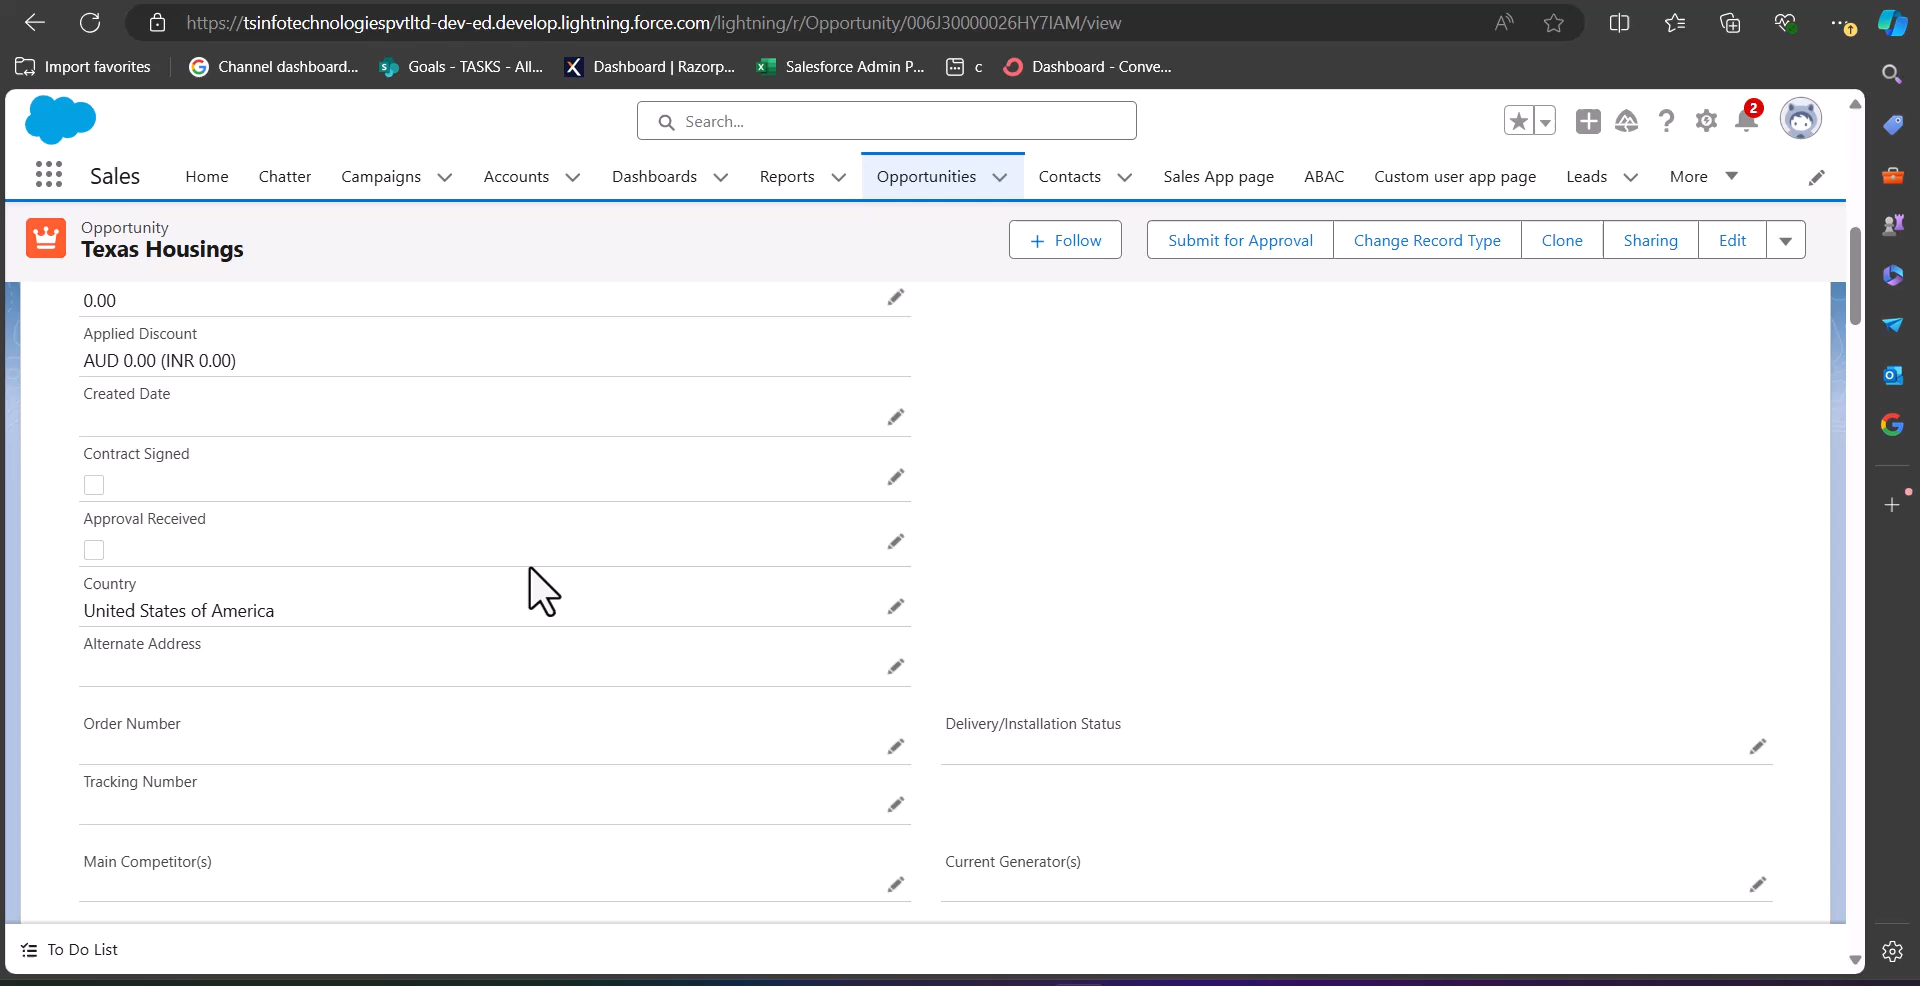 https://tsinfotechnologiespvtltd-dev-ed.develop.lightning.force.com/lightning/r/Opportunity/006J30000026HY7IAM/view
Import favorites
Channel dashboard...
Goals - TASKS - All...
Dashboard | Razorp...
Salesforce Admin P...
c
Dashboard - Conve...
Search...
2
Sales
Home
Chatter
Campaigns
Accounts
Dashboards
Reports
Opportunities
Contacts
Sales App page
ABAC
Custom user app page
Leads
More
Opportunity
Texas Housings
+ Follow
Submit for Approval
Change Record Type
Clone
Sharing
Edit
0.00
Applied Discount
AUD 0.00 (INR 0.00)
Created Date
Contract Signed
Approval Received
Country
United States of America
Alternate Address
Order Number
Delivery/Installation Status
Tracking Number
Main Competitor(s)
Current Generator(s)
To Do List